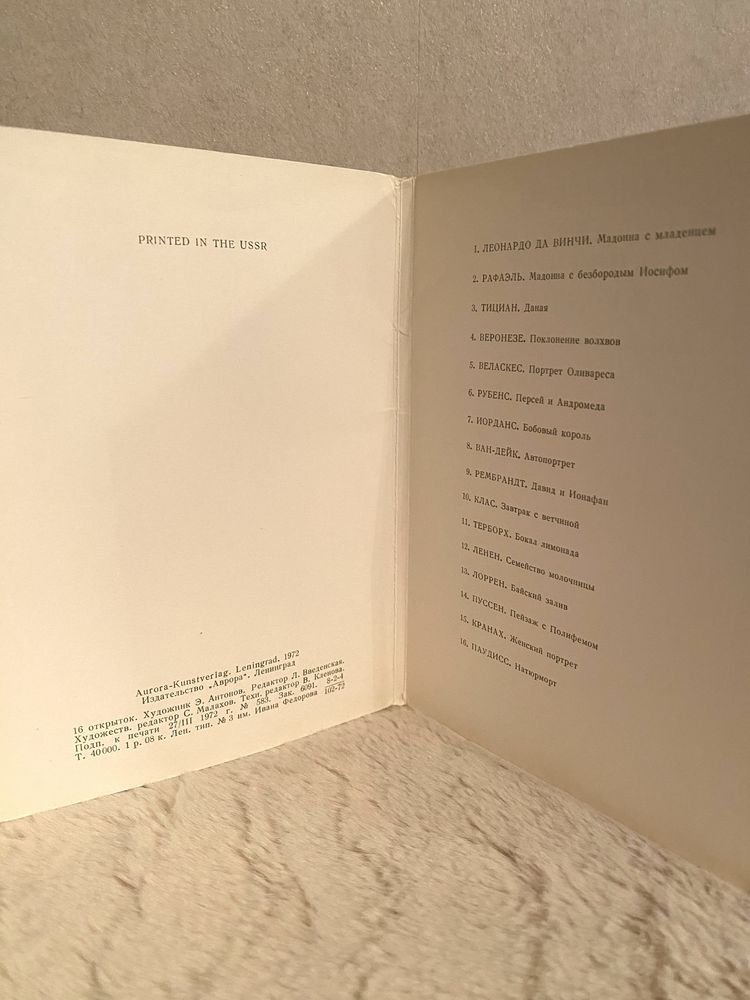 PRINTED IN THE USSR
Aurora-Kunstverlag. Leningrad. 1972
Издательство „Аврора“. Ленинград
16 открыток. Художник Э. Антонов. Редактор Л. Введенская.
Художеств. редактор С. Малахов. Техн. редактор В. Кленова.
Подп. к печати 27/III 1972 г. № 583. Зак. 6091. 8-2-4
Т. 40000. 1 р. 08 к. Лен. тип. № 3 им. Ивана Федорова 102-72
1. ЛЕОНАРДО ДА ВИНЧИ. Мадонна с младенцем
2. РАФАЭЛЬ. Мадонна с безбородым Иосифом
3. ТИЦИАН. Даная
4. ВЕРОНЕЗЕ. Поклонение волхвов
5. ВЕЛАСКЕС. Портрет Оливареса
6. РУБЕНС. Персей и Андромеда
7. ИОРДАНС. Бобовый король
8. ВАН-ДЕЙК. Автопортрет
9. РЕМБРАНДТ. Давид и Ионафан
10. КЛАС. Завтрак с ветчиной
11. ТЕРБОРХ. Бокал лимонада
12. ЛЕНЕН. Семейство молочницы
13. ЛОРРЕН. Байский залив
14. ПУССЕН. Пейзаж с Полифемом
15. КРАНАХ. Женский портрет
16. ПАУДИСС. Натюрморт